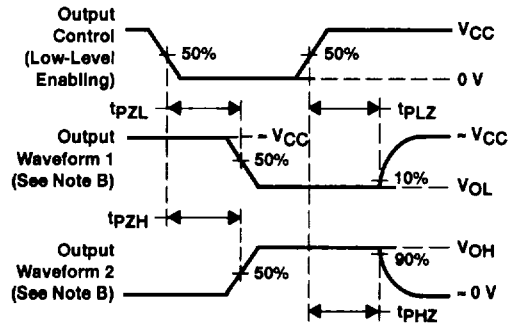 Output
Control
(Low-Level
Enabling)
50%
50%
VCC
0 V
tPZL
tPLZ
Output
Waveform 1
(See Note B)
≈ VCC
50%
≈ VCC
10%
VOL
tPZH
Output
Waveform 2
(See Note B)
50%
VOH
90%
≈ 0 V
tPHZ